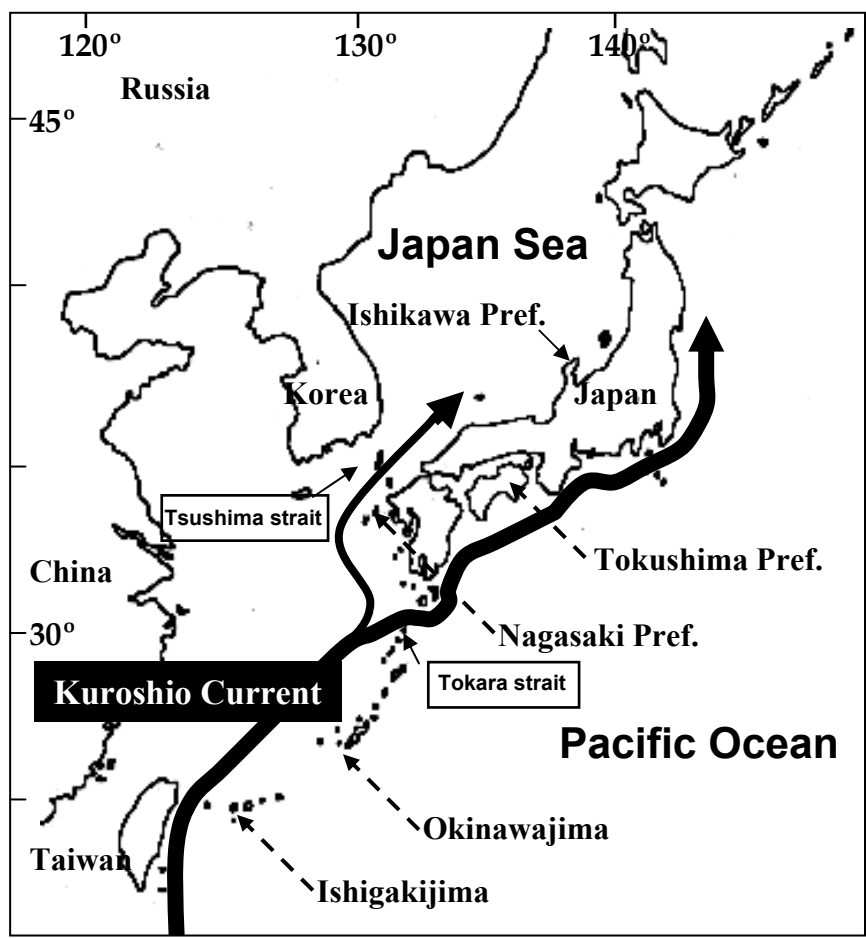 120º
130º
140º
Russia
45º
Japan Sea
Ishikawa Pref.
Korea
Japan
Tsushima strait
Tokushima Pref.
China
30º
Nagasaki Pref.
Kuroshio Current
Tokara strait
Pacific Ocean
Okinawajima
Taiwan
Ishigakijima